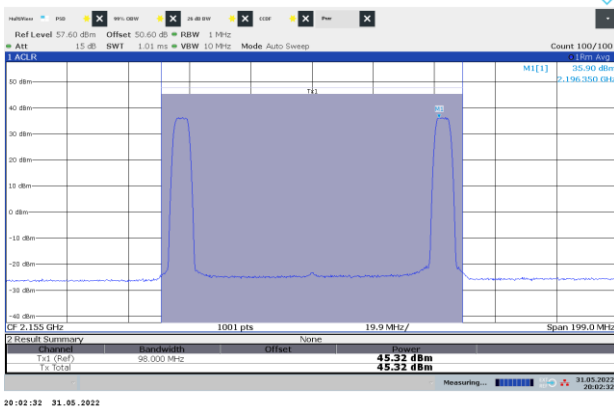 MultiView PSD 99% OBW 26 dB BW CCDF Pwr
Ref Level 57.60 dBm Offset 50.60 dB RBW 1 MHz
Att 15 dB SWT 1.01 ms VBW 10 MHz Mode Auto Sweep Count 100/100
1 ACLR 1Rm Avg
M1[1] 35.90 dBm
2.196350 GHz
Tx1
50 dBm
M1
40 dBm
30 dBm
20 dBm
10 dBm
0 dBm
-10 dBm
-20 dBm
-30 dBm
-40 dBm
CF 2.155 GHz 1001 pts 19.9 MHz/ Span 199.0 MHz
2 Result Summary None
Channel Bandwidth Offset Power
Tx1 (Ref) 98.000 MHz 45.32 dBm
Tx Total 45.32 dBm
Measuring... 31.05.2022
20:02:32
20:02:32 31.05.2022